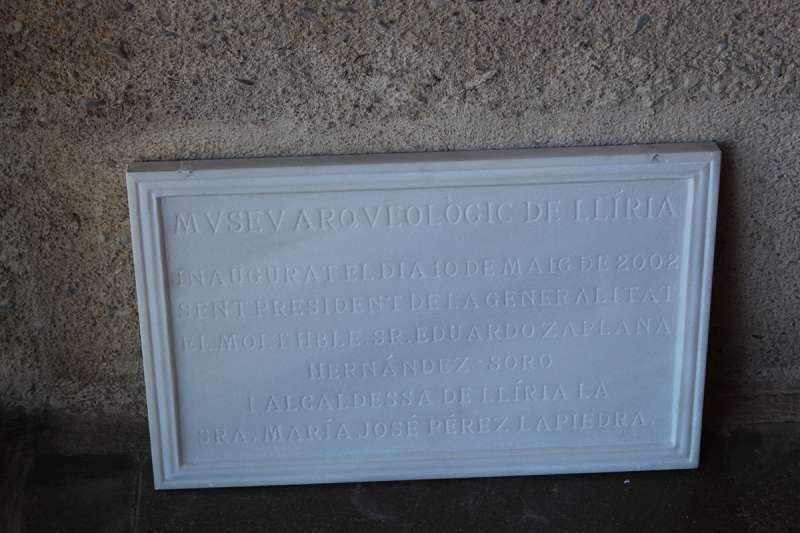 MVSEV ARQVEOLÒGIC DE LLÍRIA
INAUGURAT EL DIA 10 DE MAIG DE 2002
SENT PRESIDENT DE LA GENERALITAT
EL MOLT HBLE. SR. EDUARDO ZAPLANA
HERNÁNDEZ-SORO
I ALCALDESSA DE LLÍRIA LA
SRA. MARÍA JOSÉ PÉREZ LAPIEDRA.